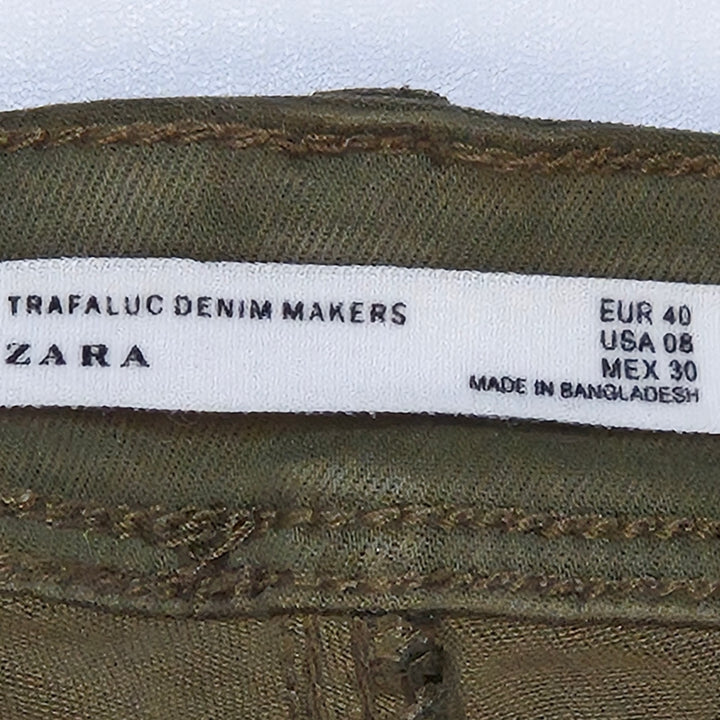 TRAFALUC DENIM MAKERS
ZARA
EUR 40
USA 08
MEX 30
MADE IN BANGLADESH